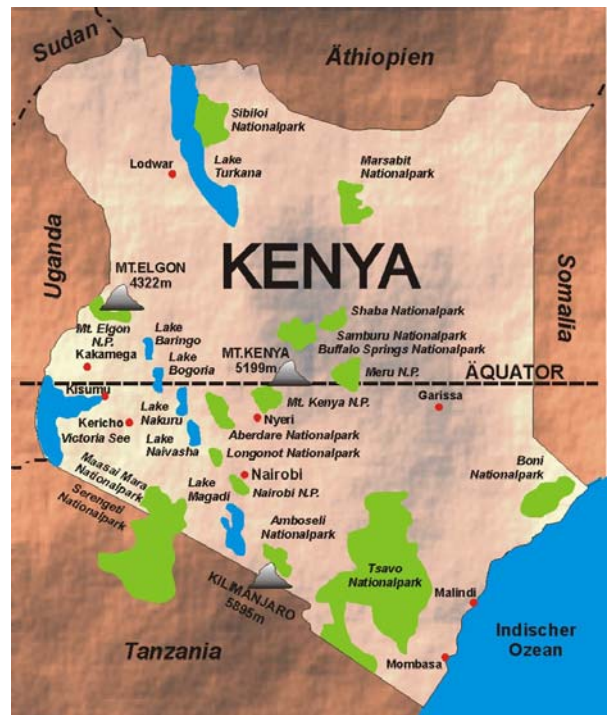 Sudan
Äthiopien
Sibiloi
Nationalpark
Lodwar
Lake
Turkana
Marsabit
Nationalpark
Uganda
KENYA
Somalia
MT.ELGON
4322m
Mt. Elgon
N.P.
Kakamega
Lake
Baringo
Lake
Bogoria
Shaba Nationalpark
Samburu Nationalpark
Buffalo Springs Nationalpark
MT.KENYA
5199m
Meru N.P.
ÄQUATOR
Kisumu
Mt. Kenya N.P.
Garissa
Kericho
Victoria See
Lake
Nakuru
Nyeri
Aberdare Nationalpark
Lake
Naivasha
Longonot Nationalpark
Maasai Mara
Nationalpark
Serengeti
Nationalpark
Nairobi
Nairobi N.P.
Lake
Magadi
Boni
Nationalpark
Amboseli
Nationalpark
KILIMANJARO
5895m
Tsavo
Nationalpark
Malindi
Mombasa
Tanzania
Indischer
Ozean